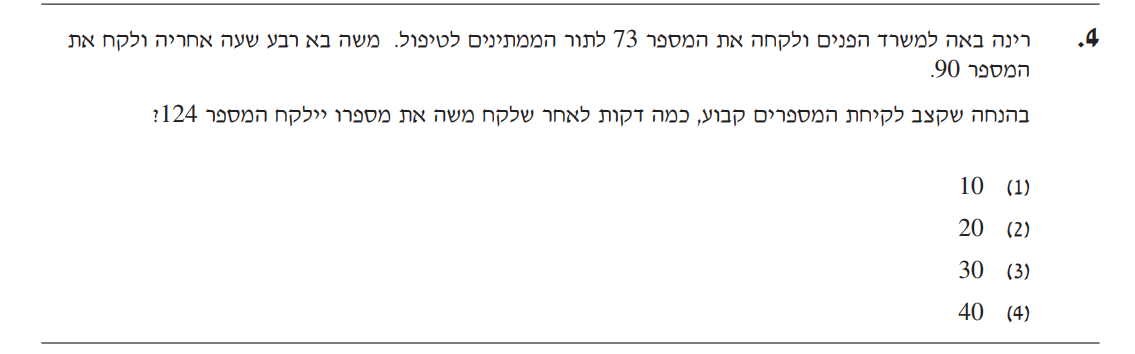 4. רינה באה למשרד הפנים ולקחה את המספר 73 לתור הממתינים לטיפול. משה בא רבע שעה אחריה ולקח את
המספר 90.
בהנחה שקצב לקיחת המספרים קבוע, כמה דקות לאחר שלקח משה את מספרו יילקח המספר 124?
(1) 10
(2) 20
(3) 30
(4) 40